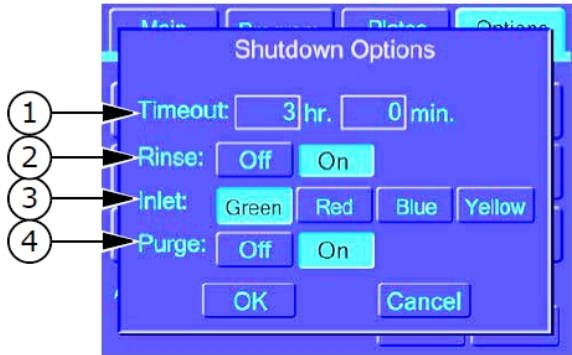 Main Program Plates Options
Shutdown Options
1 Timeout: 3 hr. 0 min.
2 Rinse: Off On
3 Inlet: Green Red Blue Yellow
4 Purge: Off On
OK Cancel